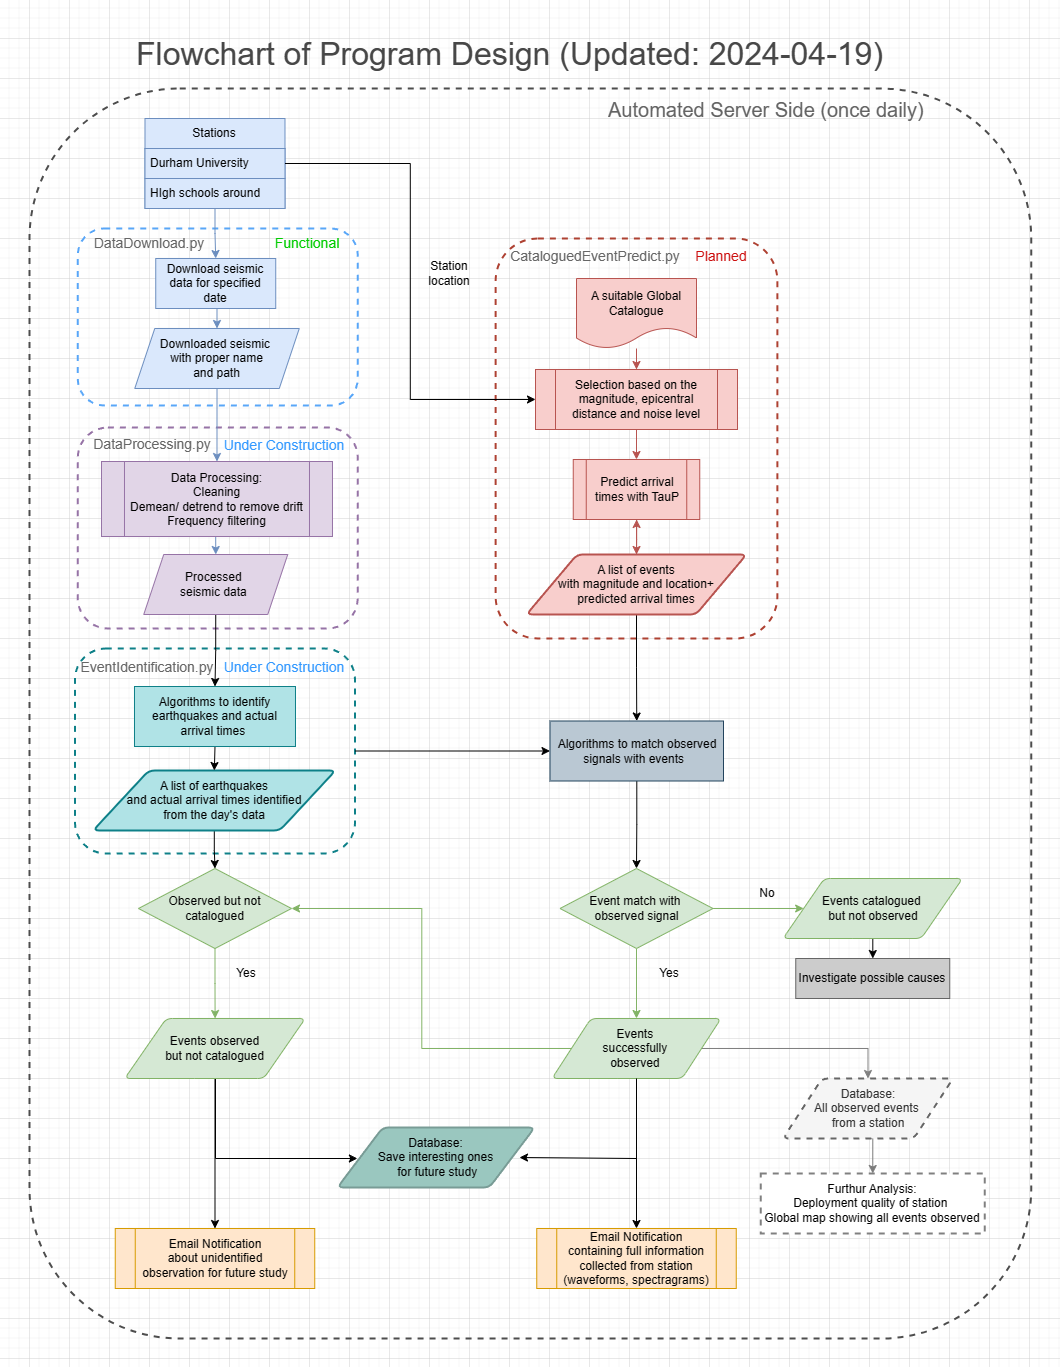 Flowchart of Program Design (Updated: 2024-04-19)
Automated Server Side (once daily)
Stations
Durham University
HIgh schools around
DataDownload.py
Functional
Download seismic
data for specified
date
Downloaded seismic
with proper name
and path
Station
location
CataloguedEventPredict.py
Planned
A suitable Global
Catalogue
Selection based on the
magnitude, epicentral
distance and noise level
Predict arrival
times with TauP
A list of events
with magnitude and location+
predicted arrival times
DataProcessing.py
Under Construction
Data Processing:
Cleaning
Demean/ detrend to remove drift
Frequency filtering
Processed
seismic data
EventIdentification.py
Under Construction
Algorithms to identify
earthquakes and actual
arrival times
A list of earthquakes
and actual arrival times identified
from the day's data
Algorithms to match observed
signals with events
Observed but not
catalogued
Event match with
observed signal
No
Events catalogued
but not observed
Investigate possible causes
Yes
Yes
Events observed
but not catalogued
Events
successfully
observed
Database:
All observed events
from a station
Database:
Save interesting ones
for future study
Furthur Analysis:
Deployment quality of station
Global map showing all events observed
Email Notification
about unidentified
observation for future study
Email Notification
containing full information
collected from station
(waveforms, spectragrams)